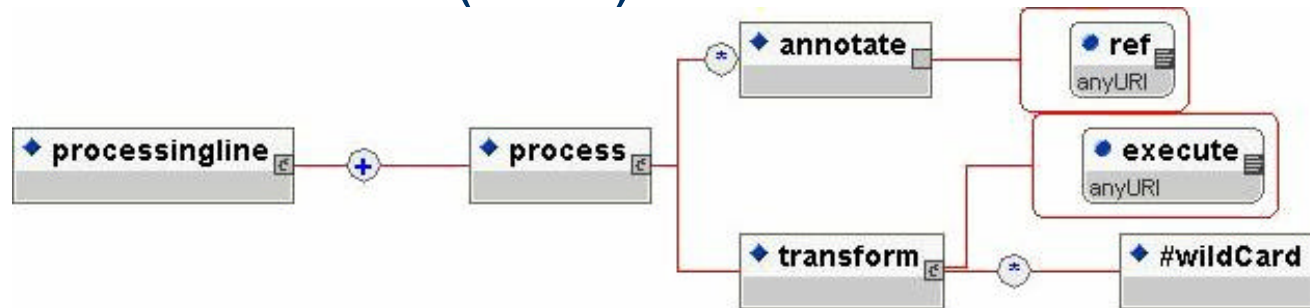 annotate
ref
anyURI
processingline
process
execute
anyURI
transform
#wildCard